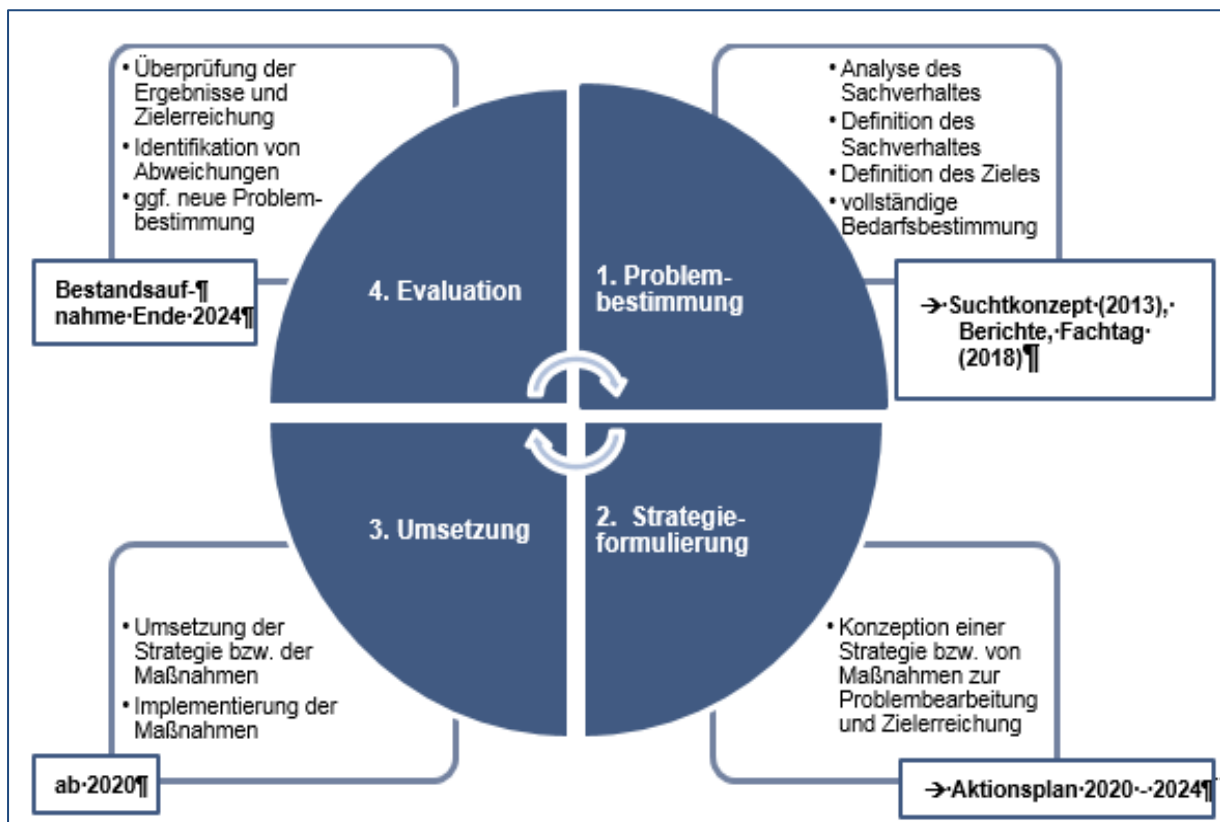 • Überprüfung der
Ergebnisse und
Zielerreichung
• Identifikation von
Abweichungen
• ggf. neue Problem-
bestimmung
Bestandsauf-¶
nahme·Ende·2024¶
4. Evaluation
• Analyse des
Sachverhaltes
• Definition des
Sachverhaltes
• Definition des Zieles
• vollständige
Bedarfsbestimmung
1. Problem-
bestimmung
→·Suchtkonzept·(2013),·
Berichte,·Fachtag·
(2018)¶
2. Strategie-
formulierung
• Konzeption einer
Strategie bzw. von
Maßnahmen zur
Problembearbeitung
und Zielerreichung
→·Aktionsplan·2020·-·2024¶
3. Umsetzung
• Umsetzung der
Strategie bzw. der
Maßnahmen
• Implementierung der
Maßnahmen
ab·2020¶